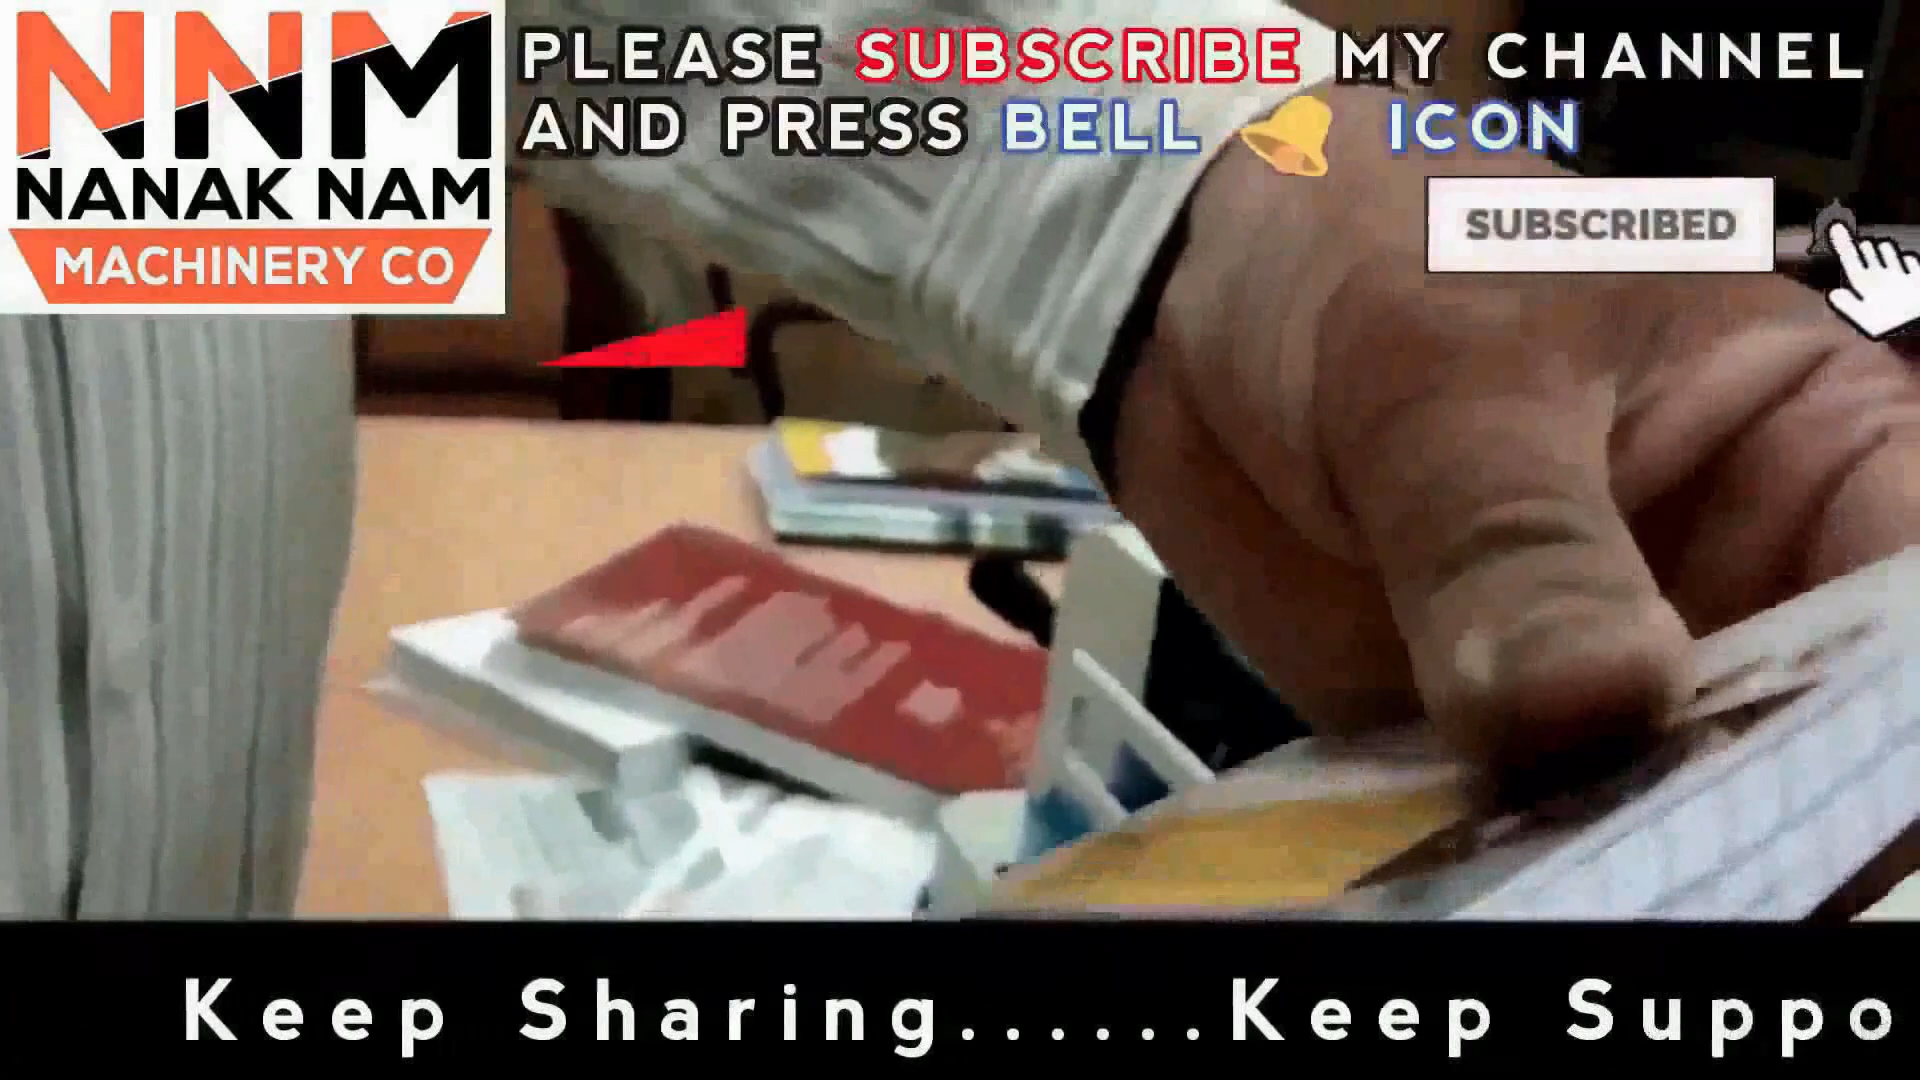 NNM
NANAK NAM
MACHINERY CO
PLEASE SUBSCRIBE MY CHANNEL
AND PRESS BELL 🔔 ICON
SUBSCRIBED
Keep Sharing......Keep Suppo